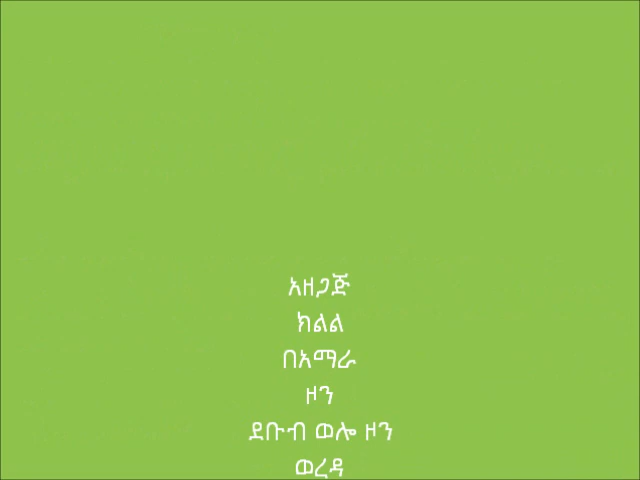 አዘጋጅ
ክልል
በአማራ
ዞን
ደቡብ ወሎ ዞን
ወረዳ